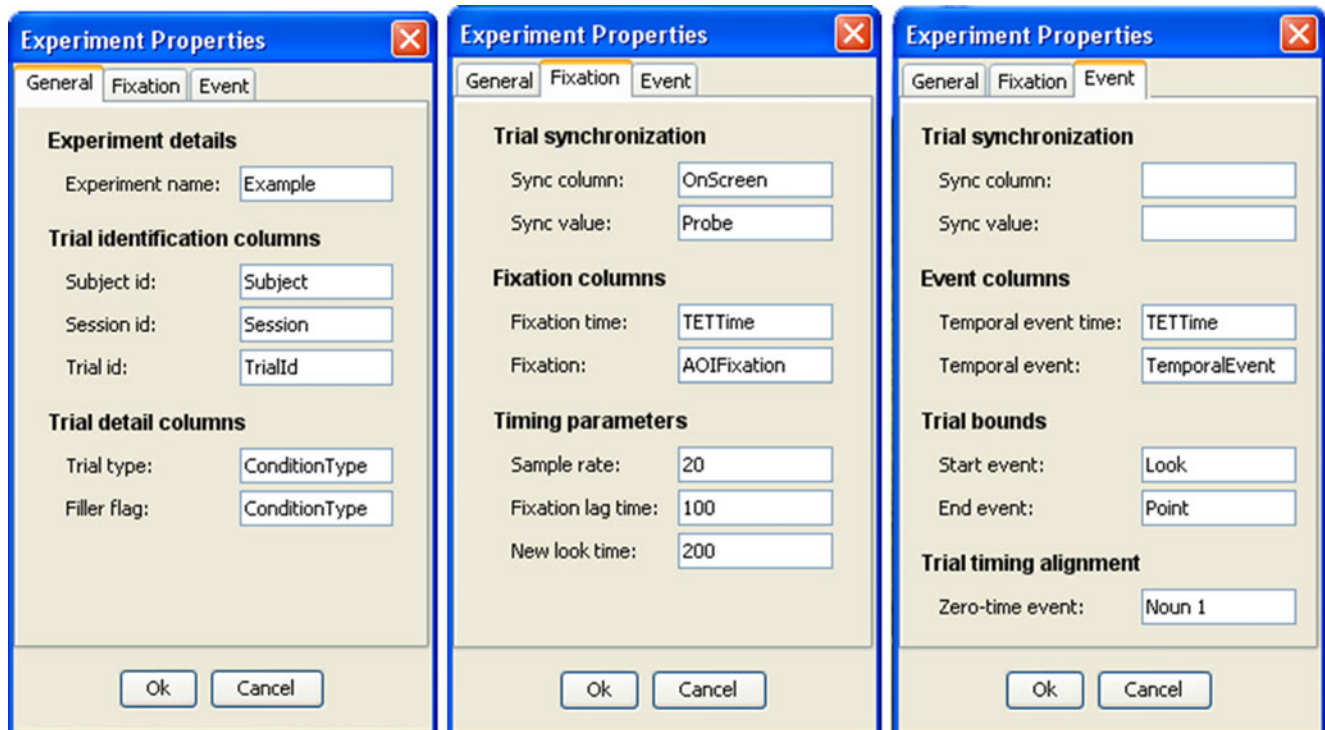 Experiment Properties
General Fixation Event
Experiment details
Experiment name: Example
Trial identification columns
Subject id: Subject
Session id: Session
Trial id: TrialId
Trial detail columns
Trial type: ConditionType
Filler flag: ConditionType
Ok Cancel
Experiment Properties
General Fixation Event
Trial synchronization
Sync column: OnScreen
Sync value: Probe
Fixation columns
Fixation time: TETTime
Fixation: AOIFixation
Timing parameters
Sample rate: 20
Fixation lag time: 100
New look time: 200
Ok Cancel
Experiment Properties
General Fixation Event
Trial synchronization
Sync column:
Sync value:
Event columns
Temporal event time: TETTime
Temporal event: TemporalEvent
Trial bounds
Start event: Look
End event: Point
Trial timing alignment
Zero-time event: Noun 1
Ok Cancel